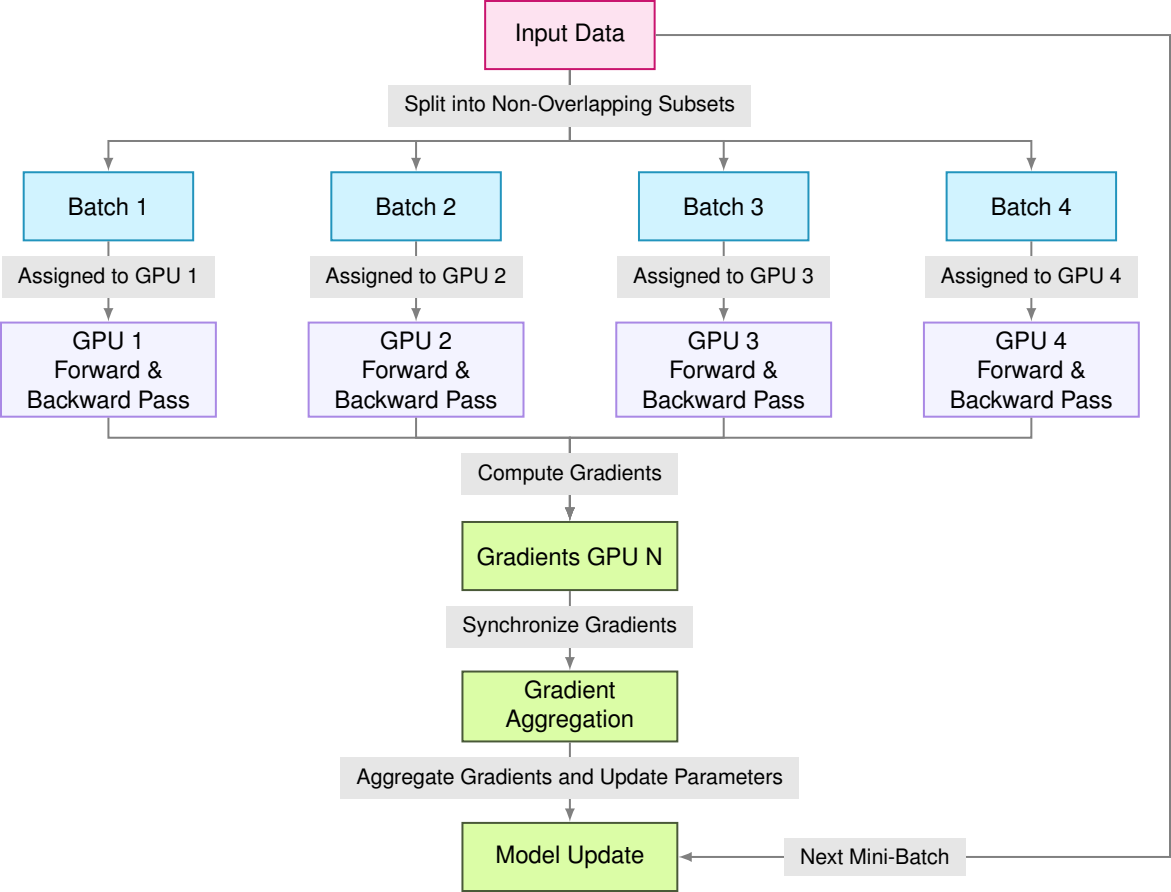 Input Data
Split into Non-Overlapping Subsets
Batch 1
Batch 2
Batch 3
Batch 4
Assigned to GPU 1
Assigned to GPU 2
Assigned to GPU 3
Assigned to GPU 4
GPU 1
Forward &
Backward Pass
GPU 2
Forward &
Backward Pass
GPU 3
Forward &
Backward Pass
GPU 4
Forward &
Backward Pass
Compute Gradients
Gradients GPU N
Synchronize Gradients
Gradient
Aggregation
Aggregate Gradients and Update Parameters
Model Update
Next Mini-Batch